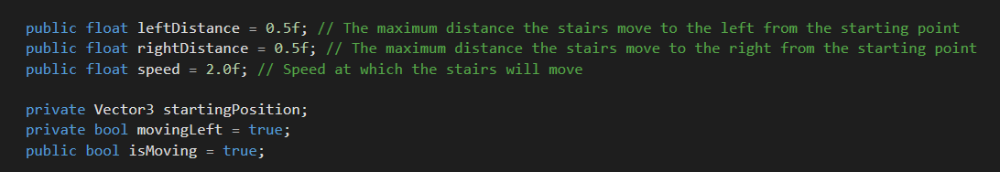 public float leftDistance = 0.5f; // The maximum distance the stairs move to the left from the starting point
public float rightDistance = 0.5f; // The maximum distance the stairs move to the right from the starting point
public float speed = 2.0f; // Speed at which the stairs will move
private Vector3 startingPosition;
private bool movingLeft = true;
public bool isMoving = true;